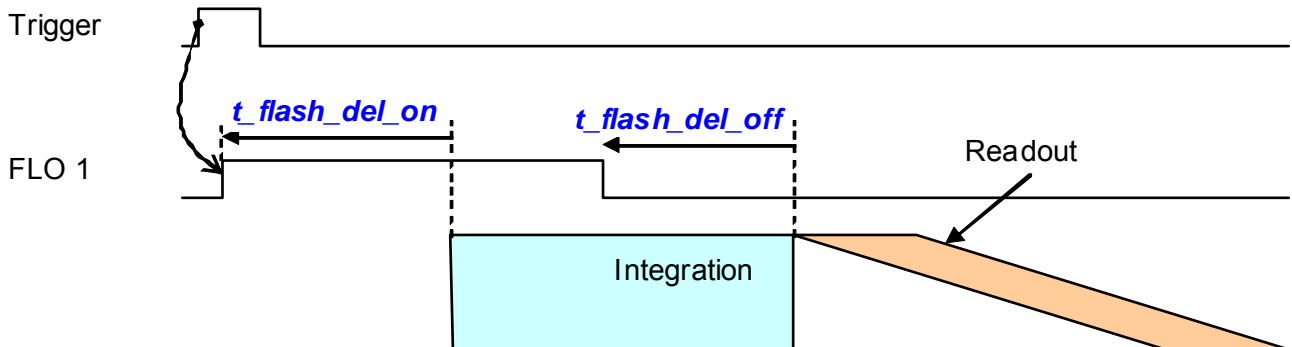 Trigger
t_flash_del_on
t_flash_del_off
Readout
FLO 1
Integration